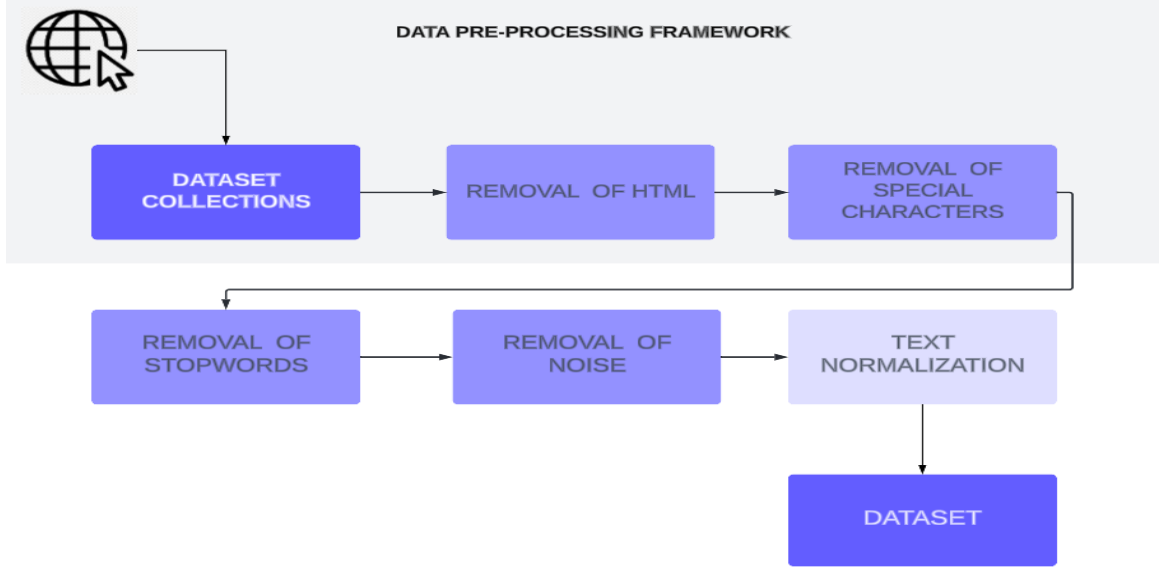 DATA PRE-PROCESSING FRAMEWORK
DATASET
COLLECTIONS
REMOVAL OF HTML
REMOVAL OF
SPECIAL
CHARACTERS
REMOVAL OF
STOPWORDS
REMOVAL OF
NOISE
TEXT
NORMALIZATION
DATASET